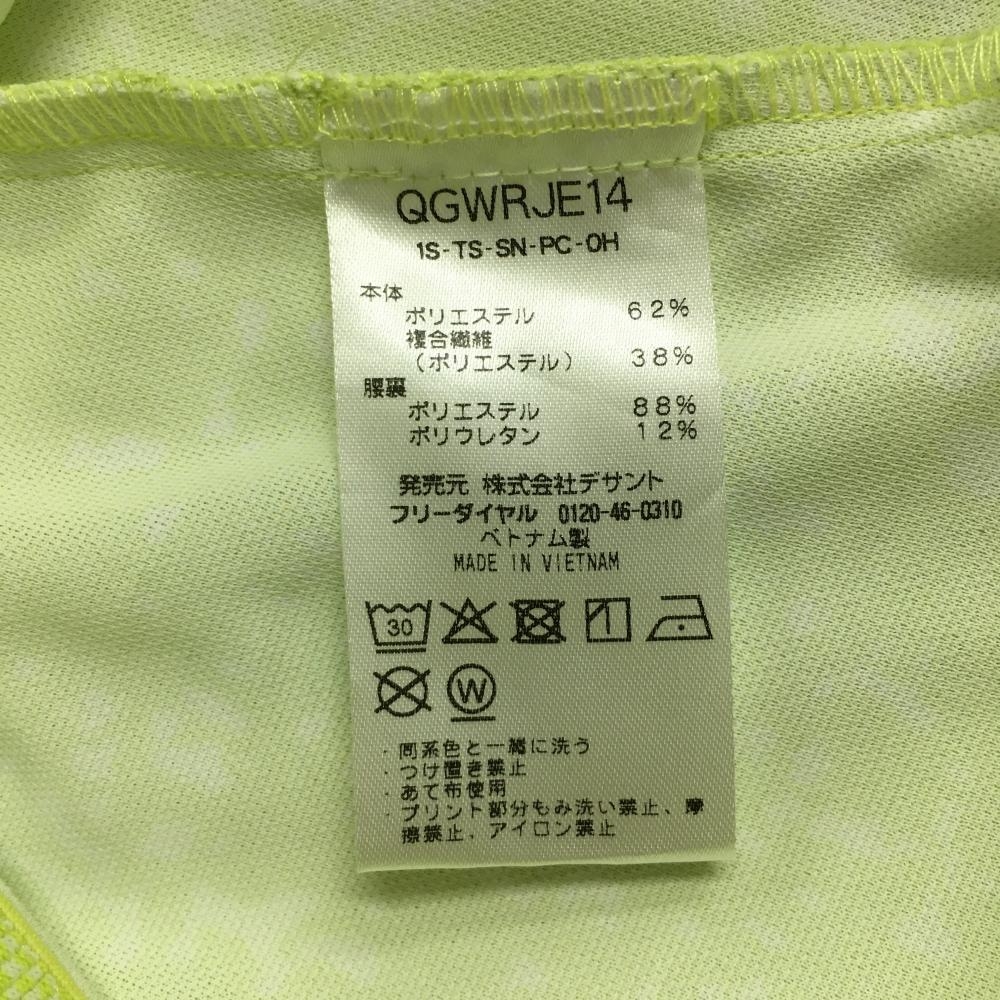 QGWRJE14
1S-TS-SN-PC-OH
本体
ポリエステル 62%
複合繊維
(ポリエステル) 38%
腰裏
ポリエステル 88%
ポリウレタン 12%
発売元 株式会社デサント
フリーダイヤル 0120-46-0310
ベトナム製
MADE IN VIETNAM
30
W
・同系色と一緒に洗う
・つけ置き禁止
・あて布使用
・プリント部分もみ洗い禁止、摩
擦禁止、アイロン禁止